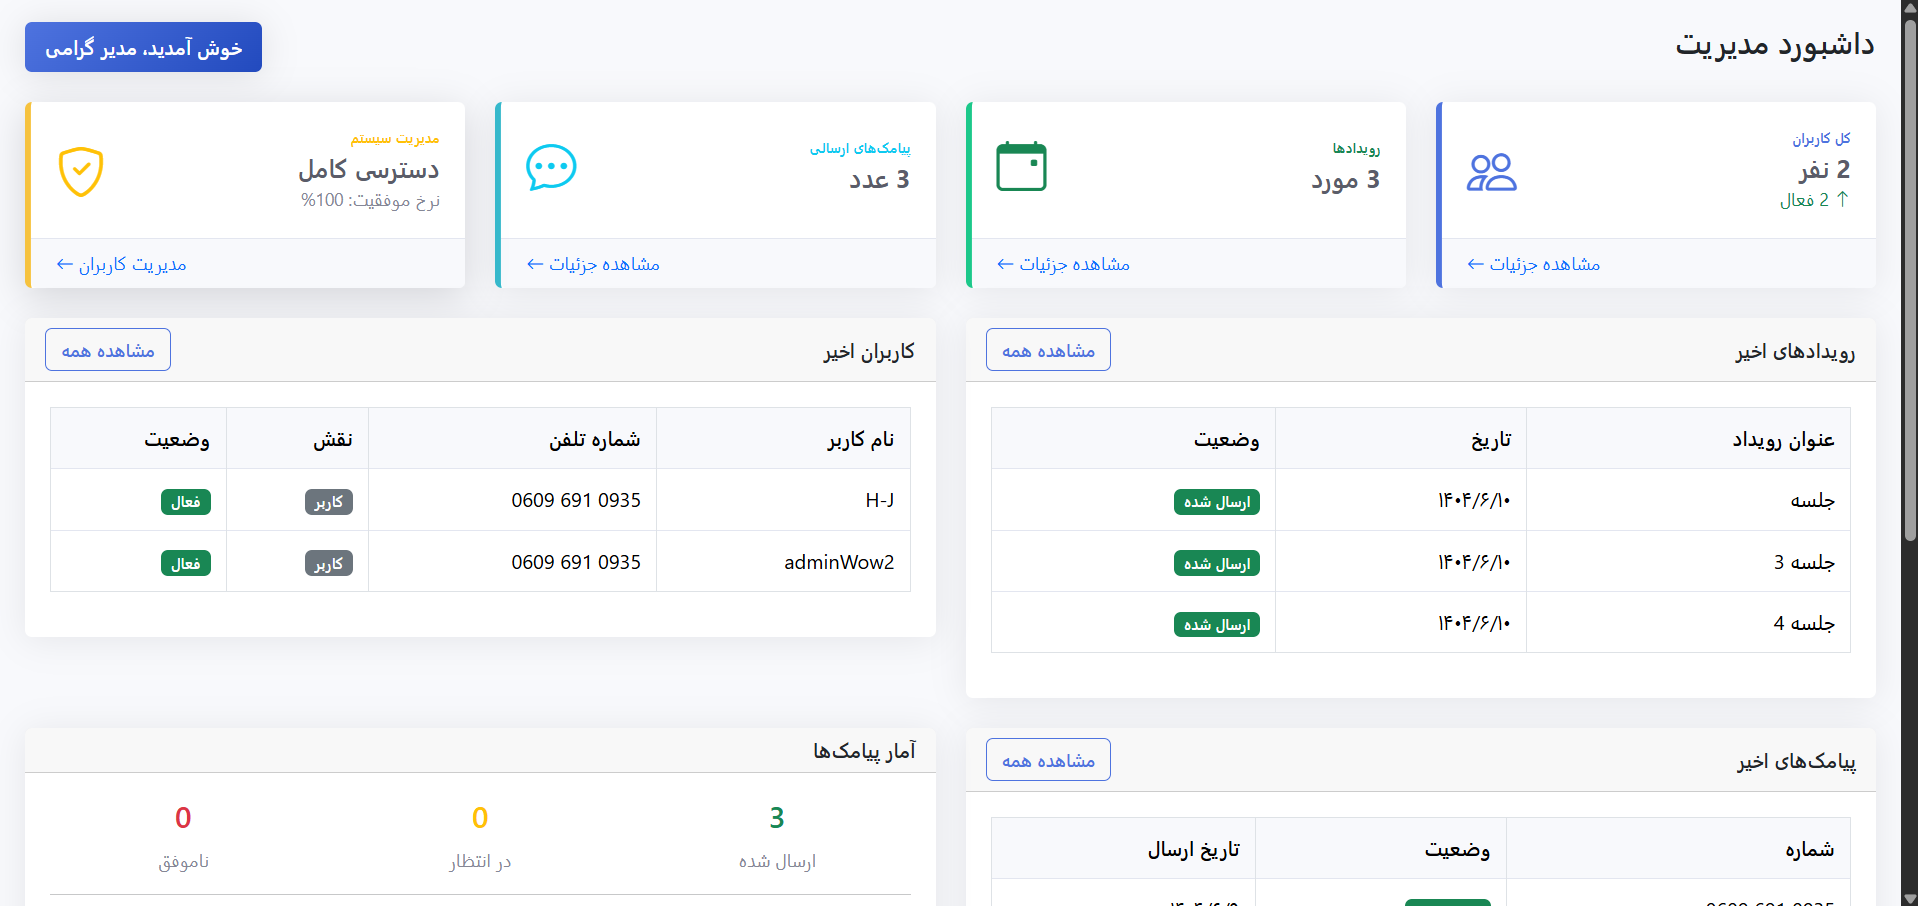 داشبورد مدیریت
خوش آمدید، مدیر گرامی
کل کاربران
2 نفر
↑ 2 فعال
مشاهده جزئیات ←
رویدادها
3 مورد
مشاهده جزئیات ←
پیامک‌های ارسالی
3 عدد
مشاهده جزئیات ←
مدیریت سیستم
دسترسی کامل
نرخ موفقیت: 100%
مدیریت کاربران ←
رویدادهای اخیر
مشاهده همه
عنوان رویداد تاریخ وضعیت
جلسه ۱۴۰۴/۶/۱۰ ارسال شده
جلسه 3 ۱۴۰۴/۶/۱۰ ارسال شده
جلسه 4 ۱۴۰۴/۶/۱۰ ارسال شده
کاربران اخیر
مشاهده همه
نام کاربر شماره تلفن نقش وضعیت
H-J 0609 691 0935 کاربر فعال
adminWow2 0609 691 0935 کاربر فعال
پیامک‌های اخیر
مشاهده همه
شماره وضعیت تاریخ ارسال
آمار پیامک‌ها
3 0 0
ارسال شده در انتظار ناموفق